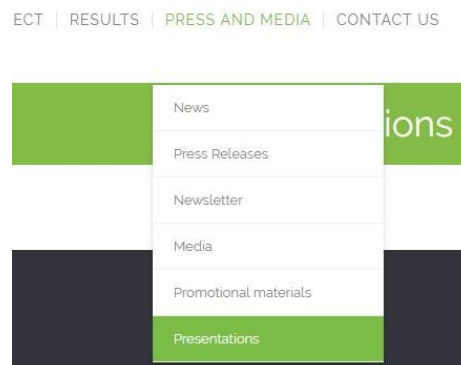 ECT | RESULTS | PRESS AND MEDIA | CONTACT US
News
ions
Press Releases
Newsletter
Media
Promotional materials
Presentations